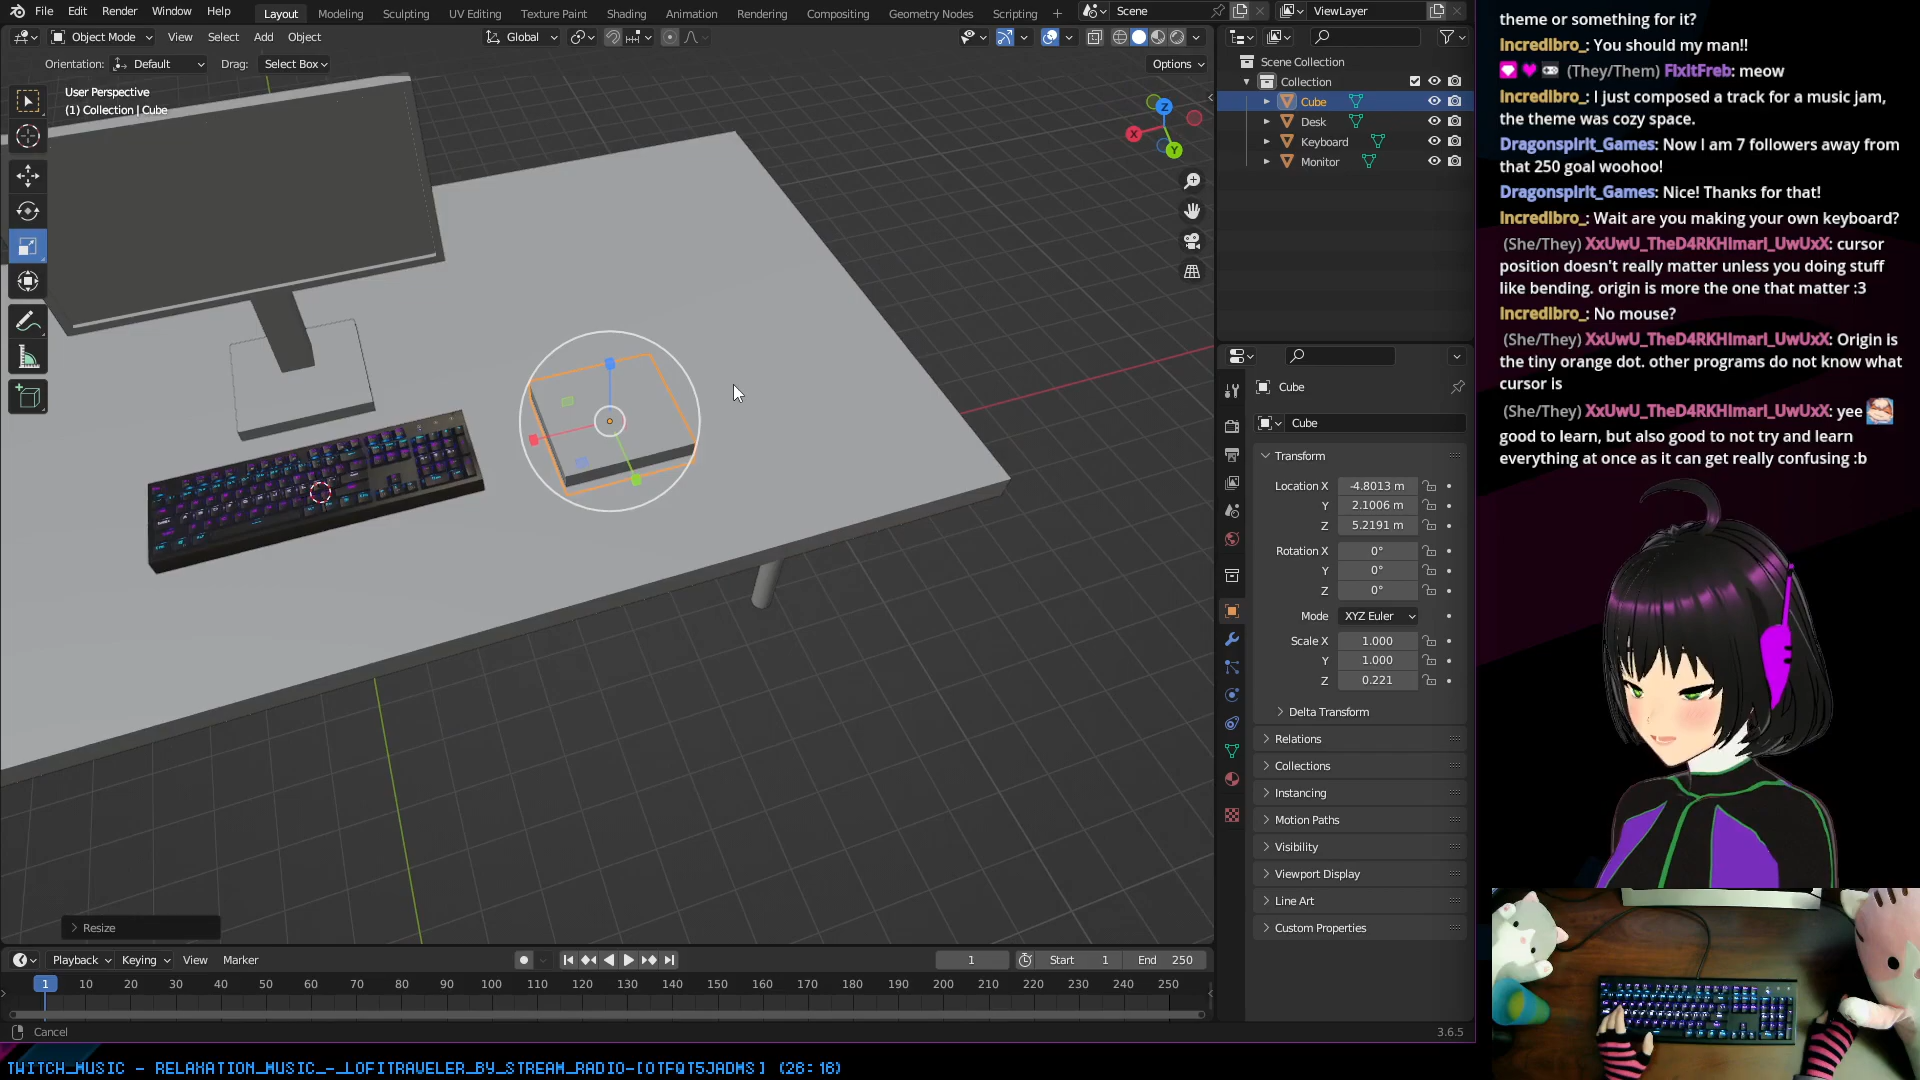 File Edit Render Window Help
Layout Modeling Sculpting UV Editing Texture Paint Shading Animation Rendering Compositing Geometry Nodes Scripting +
Scene
ViewLayer
Object Mode View Select Add Object
Global
Orientation: Default Drag: Select Box
Options
User Perspective
(1) Collection | Cube
Z
X
Y
Scene Collection
Collection
Cube
Desk
Keyboard
Monitor
Cube
Cube
Transform
Location X -4.8013 m
Y 2.1006 m
Z 5.2191 m
Rotation X 0°
Y 0°
Z 0°
Mode XYZ Euler
Scale X 1.000
Y 1.000
Z 0.221
Delta Transform
Relations
Collections
Instancing
Motion Paths
Visibility
Viewport Display
Line Art
Custom Properties
Resize
Playback Keying View Marker
1 Start 1 End 250
1 10 20 30 40 50 60 70 80 90 100 110 120 130 140 150 160 170 180 190 200 210 220 230 240 250
Cancel
3.6.5
theme or something for it?
IncredIbro_: You should my man!!
(They/Them) FIxitFreb: meow
IncredIbro_: I just composed a track for a music jam,
the theme was cozy space.
Dragonspirit_Games: Now I am 7 followers away from
that 250 goal woohoo!
Dragonspirit_Games: Nice! Thanks for that!
IncredIbro_: Wait are you making your own keyboard?
(She/They) XxUwU_TheD4RKHImarI_UwUxX: cursor
position doesn't really matter unless you doing stuff
like bending. origin is more the one that matter :3
IncredIbro_: No mouse?
(She/They) XxUwU_TheD4RKHImarI_UwUxX: Origin is
the tiny orange dot. other programs do not know what
cursor is
(She/They) XxUwU_TheD4RKHImarI_UwUxX: yee
good to learn, but also good to not try and learn
everything at once as it can get really confusing :b
TWITCH_MUSIC - RELAXATION_MUSIC_-_LOFITRAVELER_BY_STREAM_RADIO-[OTFQT5JADMS] (26:16)